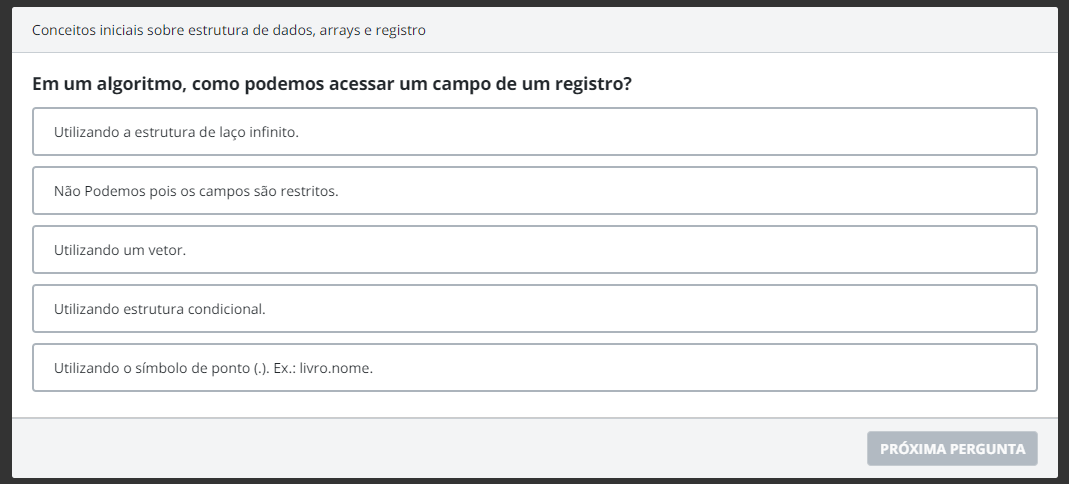 Conceitos iniciais sobre estrutura de dados, arrays e registro
Em um algoritmo, como podemos acessar um campo de um registro?
Utilizando a estrutura de laço infinito.
Não Podemos pois os campos são restritos.
Utilizando um vetor.
Utilizando estrutura condicional.
Utilizando o símbolo de ponto (.). Ex.: livro.nome.
PRÓXIMA PERGUNTA